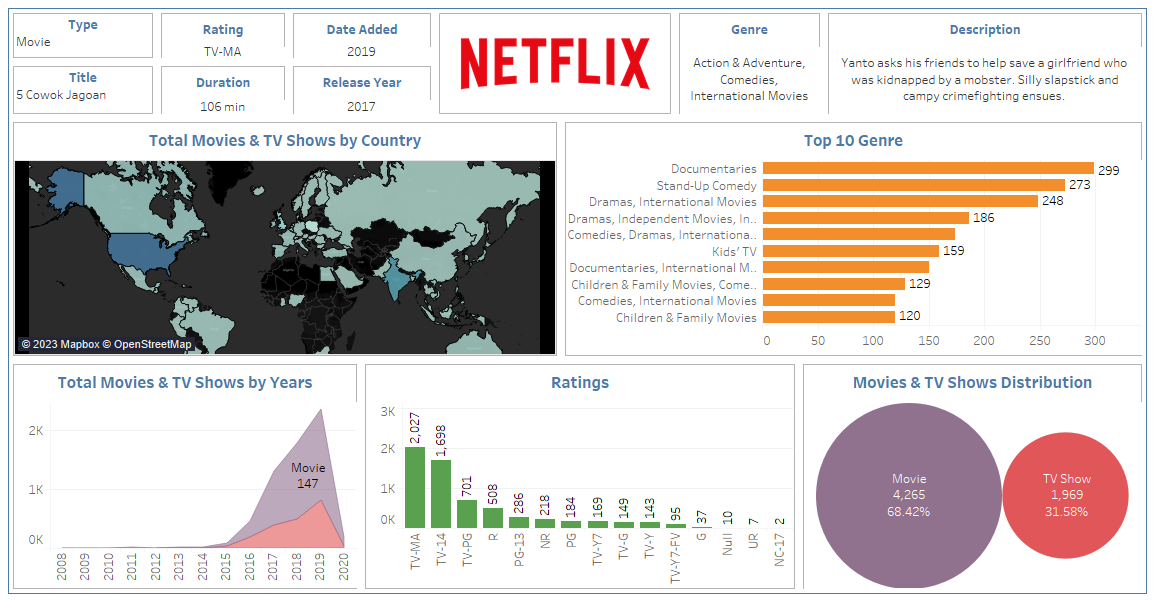 Type
Movie
Title
5 Cowok Jagoan
Rating
TV-MA
Duration
106 min
Date Added
2019
Release Year
2017
NETFLIX
Genre
Action & Adventure,
Comedies,
International Movies
Description
Yanto asks his friends to help save a girlfriend who
was kidnapped by a mobster. Silly slapstick and
campy crimefighting ensues.
Total Movies & TV Shows by Country
© 2023 Mapbox © OpenStreetMap
Top 10 Genre
Documentaries 299
Stand-Up Comedy 273
Dramas, International Movies 248
Dramas, Independent Movies, In.. 186
Comedies, Dramas, Internationa..
Kids' TV 159
Documentaries, International M..
Children & Family Movies, Come.. 129
Comedies, International Movies
Children & Family Movies 120
0 50 100 150 200 250 300
Total Movies & TV Shows by Years
2K
1K
0K
Movie
147
2008 2009 2010 2011 2012 2013 2014 2015 2016 2017 2018 2019 2020
Ratings
3K
2K
1K
0K
2,027 1,698 701 508 286 218 184 169 149 143 95 37 10 7 2
TV-MA TV-14 TV-PG R PG-13 NR PG TV-Y7 TV-G TV-Y TV-Y7-FV G Null UR NC-17
Movies & TV Shows Distribution
Movie
4,265
68.42%
TV Show
1,969
31.58%